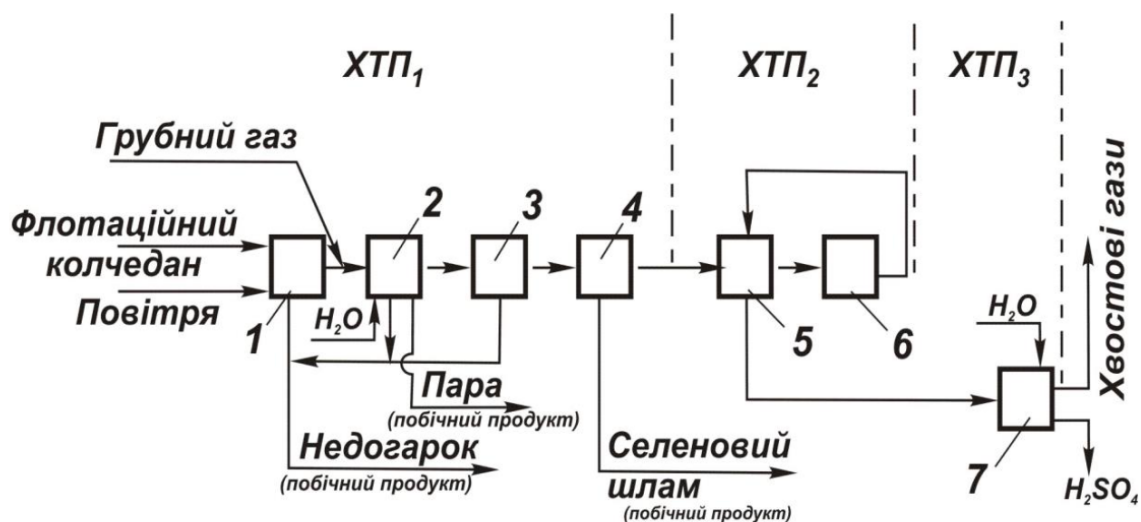 ХТП₁
ХТП₂
ХТП₃
Грубний газ
Флотаційний
колчедан
Повітря
1
2
3
4
5
6
7
H₂O
H₂O
Пара
(побічний продукт)
Недогарок
(побічний продукт)
Селеновий
шлам
(побічний продукт)
Хвостові гази
H₂SO₄